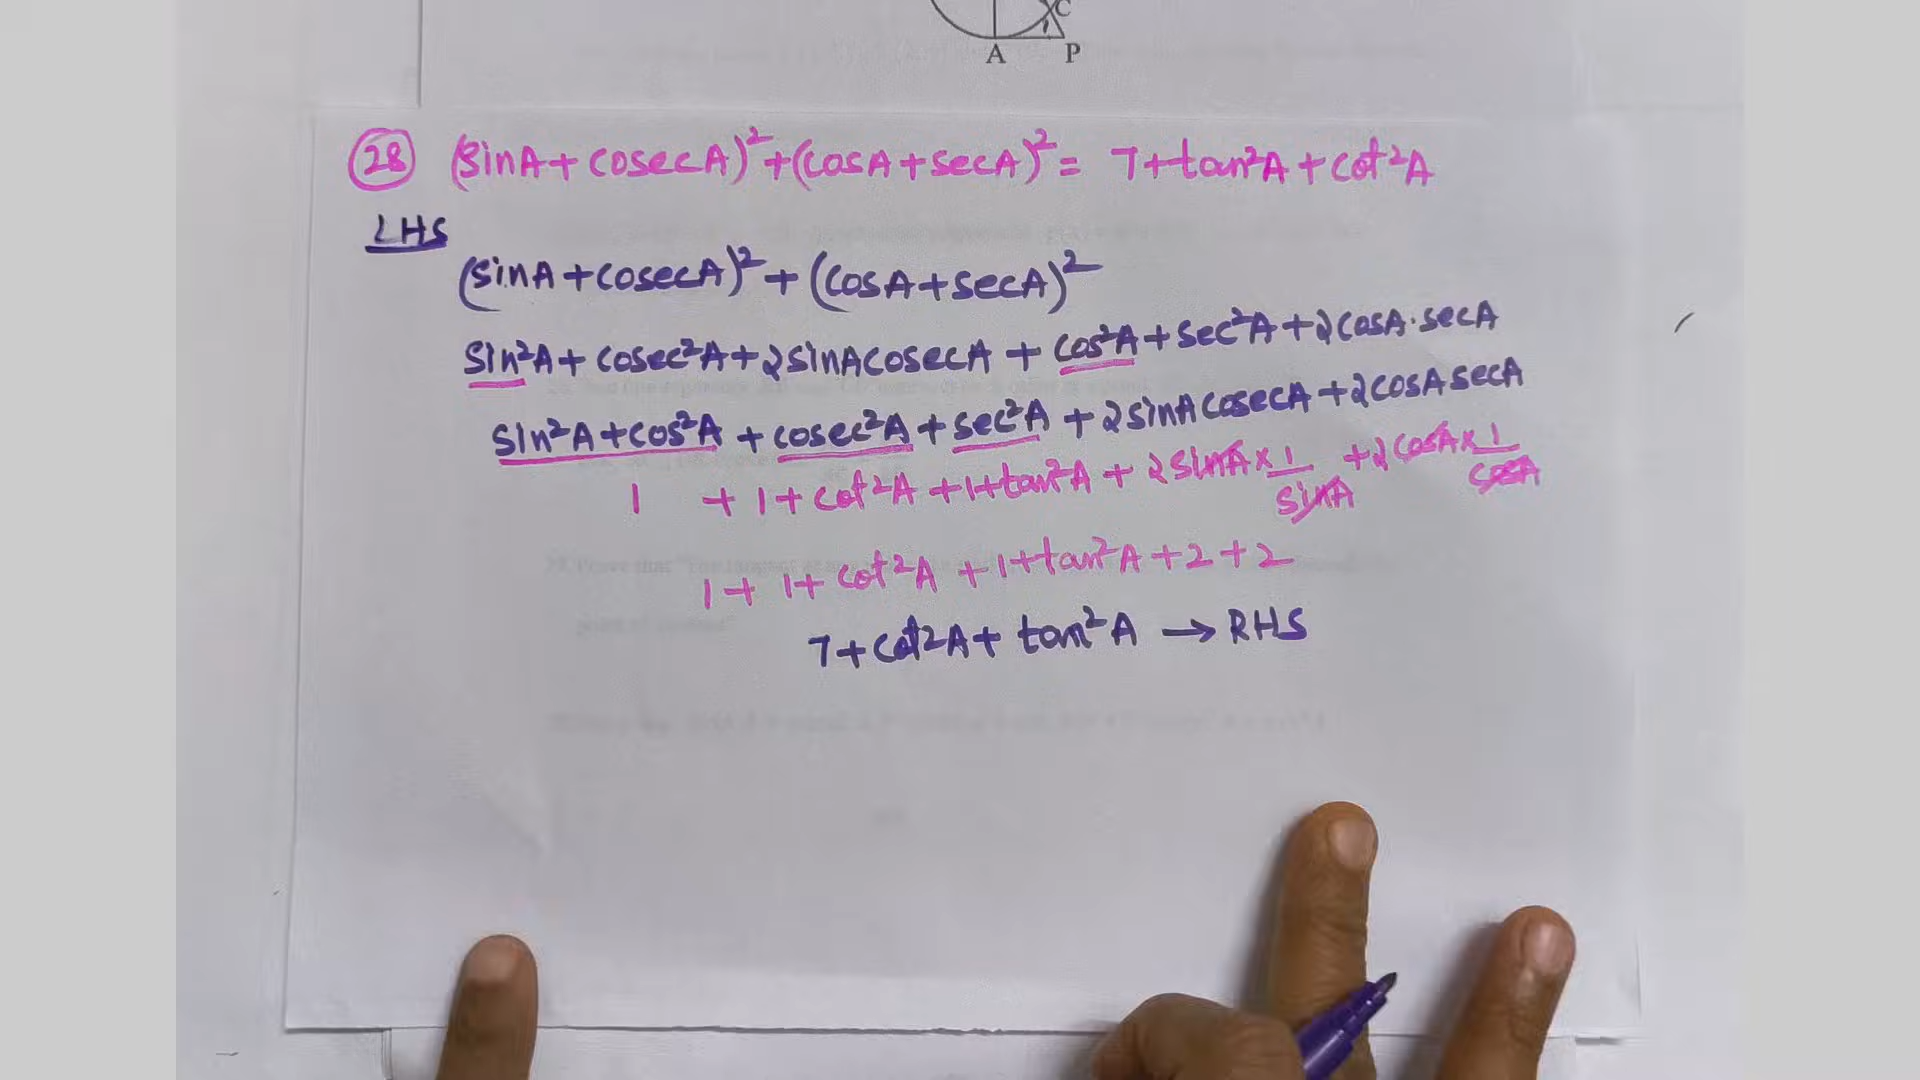 C
A P
28 (sinA + cosecA)² + (cosA + secA)² = 7 + tan²A + cot²A
LHS
(sinA + cosecA)² + (cosA + secA)²
sin²A + cosec²A + 2sinAcosecA + cos²A + sec²A + 2cosA·secA
sin²A + cos²A + cosec²A + sec²A + 2sinAcosecA + 2cosAsecA
1 + 1 + cot²A + 1 + tan²A + 2sinA × 1/sinA + 2cosA × 1/cosA
1 + 1 + cot²A + 1 + tan²A + 2 + 2
7 + cot²A + tan²A → RHS